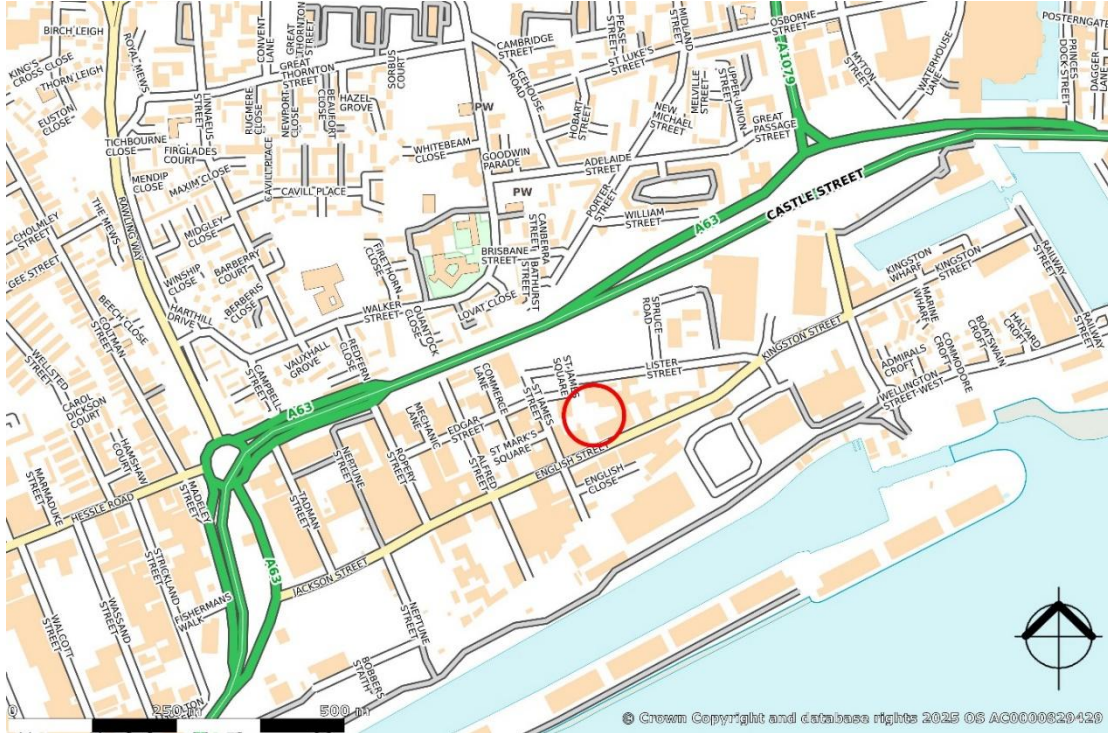 BIRCH LEIGH
KING'S
CROSS CLOSE
THORN LEIGH
EUSTON
CLOSE
ROYAL MEWS
LINNAEUS
STREET
CONVENT
LANE
GREAT
THORNTON
STREET
GREAT
THORNTON
STREET
SORBUS
COURT
HAZEL
GROVE
BEAUFORT
CLOSE
RUGMERE
CLOSE
CAMBRIDGE
STREET
ICEHOUSE
ROAD
PEASE
STREET
ST LUKE'S
STREET
MIDLAND
STREET
OSBORNE
STREET
A1079
MYTON
STREET
WATERHOUSE
LANE
POSTERNGATE
PRINCES
DOCK STREET
DAGGER
LANE
PW
HOBART
STREET
MELVILLE
STREET
UPPER UNION
STREET
NEW
MICHAEL
STREET
GREAT
PASSAGE
STREET
TICHBOURNE
CLOSE
FIRGLADES
COURT
MENDIP
CLOSE
MAXIM CLOSE
CAVILL PLACE
CAVILL PLACE
WHITEBEAM
CLOSE
GOODWIN
PARADE
ADELAIDE
STREET
PW
PORTER
STREET
WILLIAM
STREET
CASTLE STREET
A63
CHOLMLEY
STREET
GEE STREET
THE MEWS
RAWLING WAY
MIDGLEY
CLOSE
WINSHIP
CLOSE
BARBERRY
COURT
BERBERIS
CLOSE
HARTHILL
DRIVE
FIRETHORN
CLOSE
BRISBANE
STREET
CANBERRA
STREET
BATHURST
STREET
WALKER
STREET
QUANTOCK
CLOSE
LOVAT CLOSE
BEECH CLOSE
COLTMAN
STREET
WELLSTED
STREET
CAROL
DICKSON
COURT
CAMPBELL
STREET
VAUXHALL
GROVE
REDFERN
CLOSE
A63
SPRUCE
ROAD
LISTER
STREET
KINGSTON STREET
KINGSTON
WHARF
KINGSTON
STREET
RAILWAY
STREET
RAILWAY
STREET
MARINE
WHARF
ADMIRALS
CROFT
COMMODORE
CROFT
BOATSWAIN
CROFT
HALYARD
CROFT
WELLINGTON
STREET WEST
HAMSHAW
COURT
MARMADUKE
STREET
HESSLE ROAD
MADELEY
STREET
NEPTUNE
STREET
ROPERY
STREET
MECHANIC
LANE
EDGAR
STREET
COMMERCE
LANE
ST JAMES
STREET
ST JAMES
SQUARE
ST MARK'S
SQUARE
ALFRED
STREET
ENGLISH STREET
ENGLISH
CLOSE
TADMAN
STREET
A63
JACKSON STREET
STRICKLAND
STREET
FISHERMANS
WALK
WASSAND
STREET
WALCOTT
STREET
NEPTUNE
STREET
BOBBERS
STAITH
0
250 m
500 m
© Crown Copyright and database rights 2025 OS AC0000829429